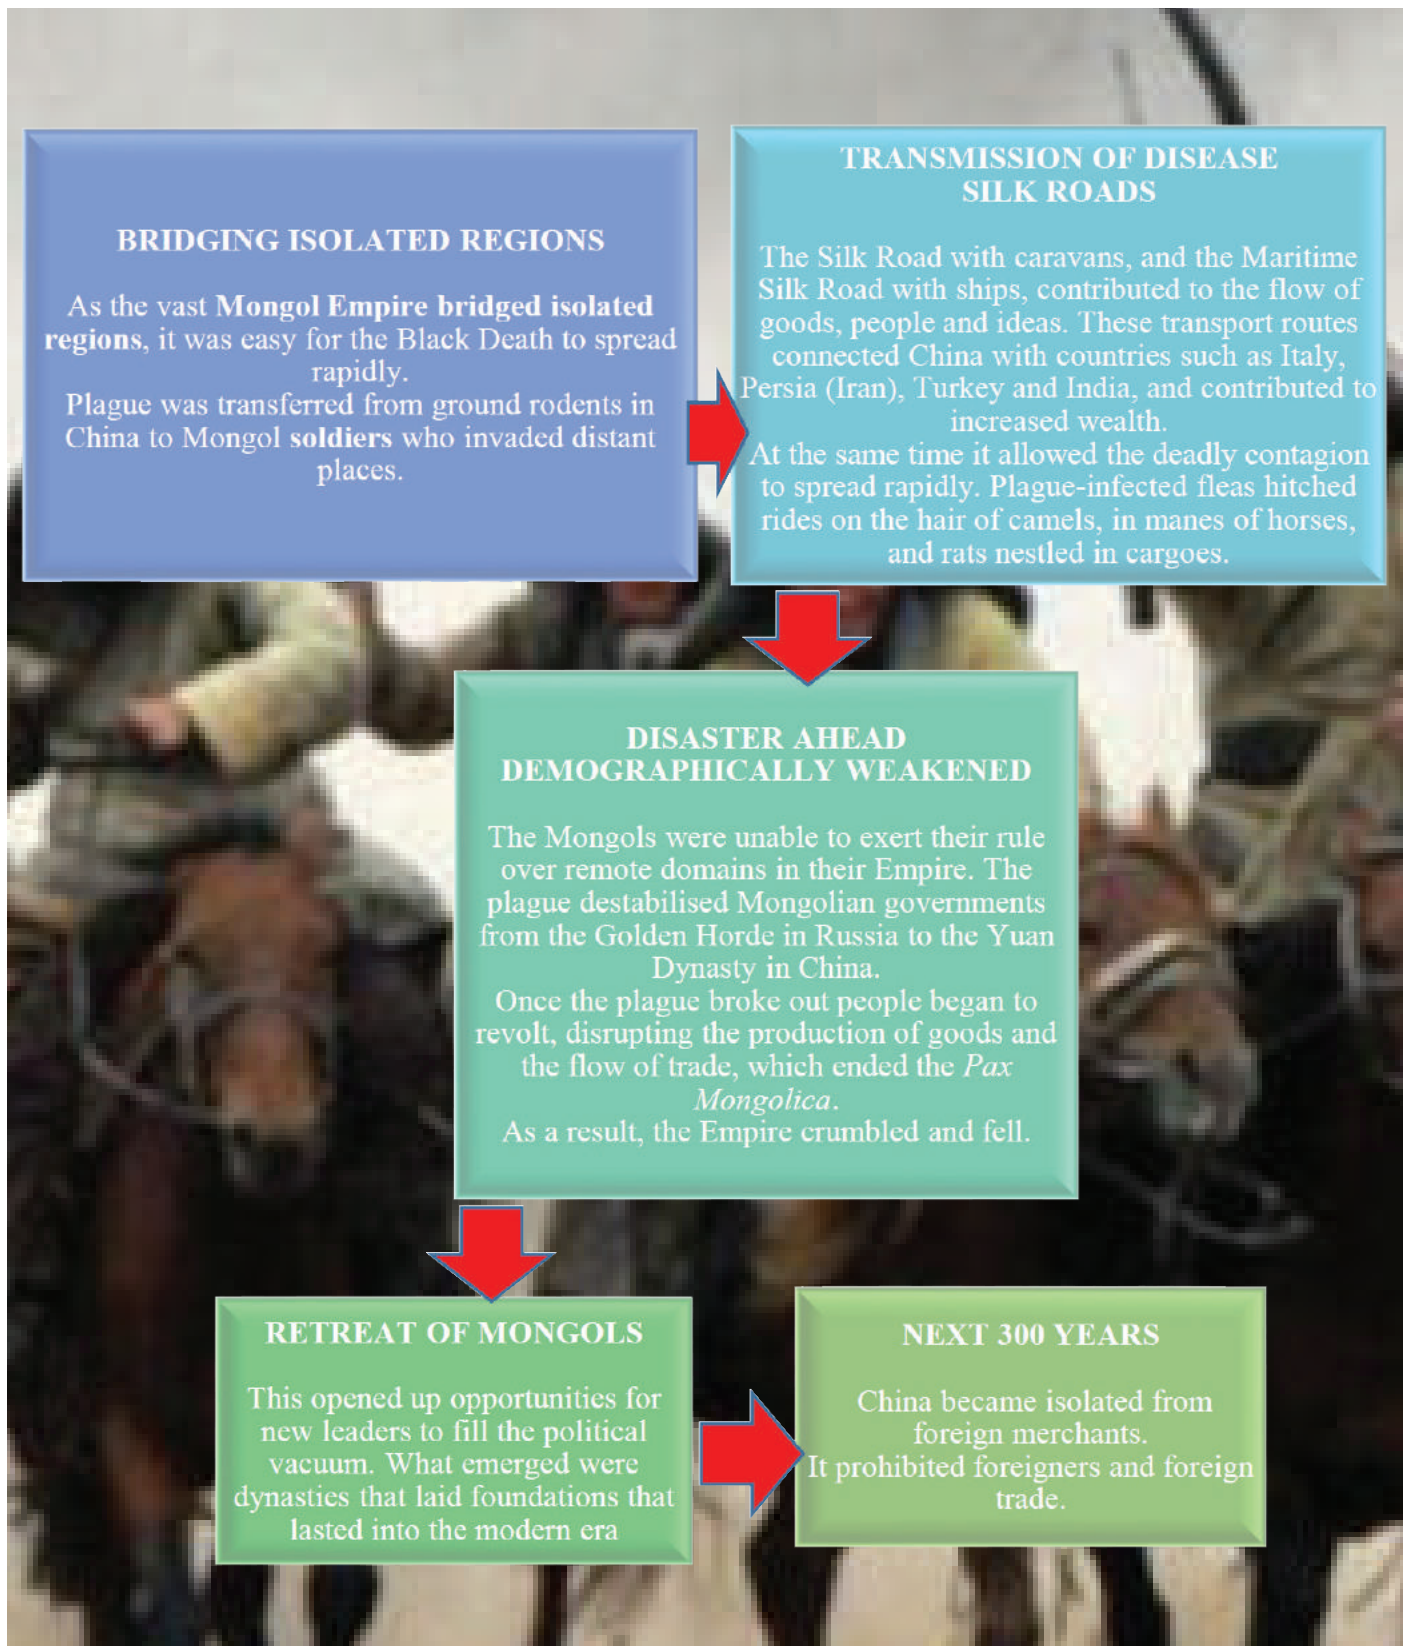 BRIDGING ISOLATED REGIONS
As the vast Mongol Empire bridged isolated
regions, it was easy for the Black Death to spread
rapidly.
Plague was transferred from ground rodents in
China to Mongol soldiers who invaded distant
places.
TRANSMISSION OF DISEASE
SILK ROADS
The Silk Road with caravans, and the Maritime
Silk Road with ships, contributed to the flow of
goods, people and ideas. These transport routes
connected China with countries such as Italy,
Persia (Iran), Turkey and India, and contributed to
increased wealth.
At the same time it allowed the deadly contagion
to spread rapidly. Plague-infected fleas hitched
rides on the hair of camels, in manes of horses,
and rats nestled in cargoes.
DISASTER AHEAD
DEMOGRAPHICALLY WEAKENED
The Mongols were unable to exert their rule
over remote domains in their Empire. The
plague destabilised Mongolian governments
from the Golden Horde in Russia to the Yuan
Dynasty in China.
Once the plague broke out people began to
revolt, disrupting the production of goods and
the flow of trade, which ended the Pax
Mongolica.
As a result, the Empire crumbled and fell.
RETREAT OF MONGOLS
This opened up opportunities for
new leaders to fill the political
vacuum. What emerged were
dynasties that laid foundations that
lasted into the modern era
NEXT 300 YEARS
China became isolated from
foreign merchants.
It prohibited foreigners and foreign
trade.